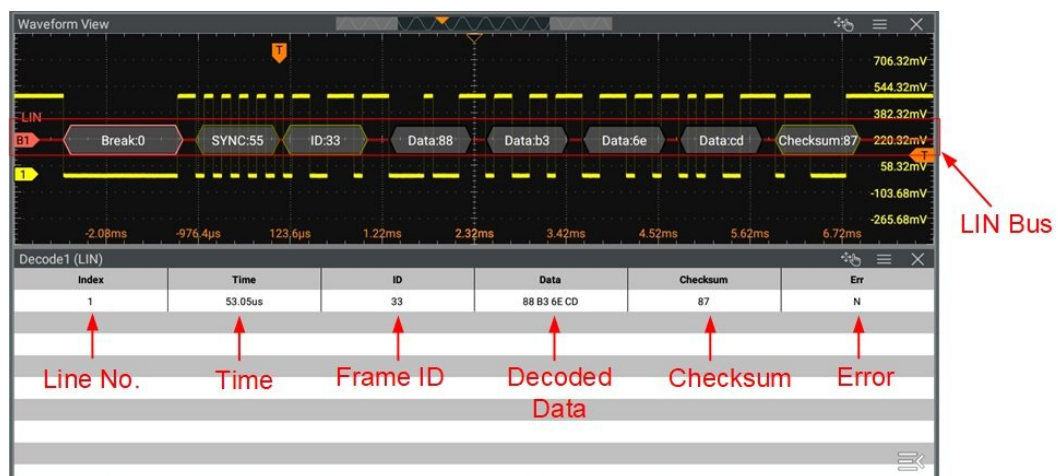 Waveform View
T
706.32mV
544.32mV
LIN
382.32mV
B1 Break:0 SYNC:55 ID:33 Data:88 Data:b3 Data:6e Data:cd Checksum:87 220.32mV
T
1
58.32mV
-103.68mV
-265.68mV
LIN Bus
-2.08ms -976.4µs 123.6µs 1.22ms 2.32ms 3.42ms 4.52ms 5.62ms 6.72ms
Decode1 (LIN)
Index Time ID Data Checksum Err
1 53.05us 33 88 B3 6E CD 87 N
Line No. Time Frame ID Decoded Data Checksum Error